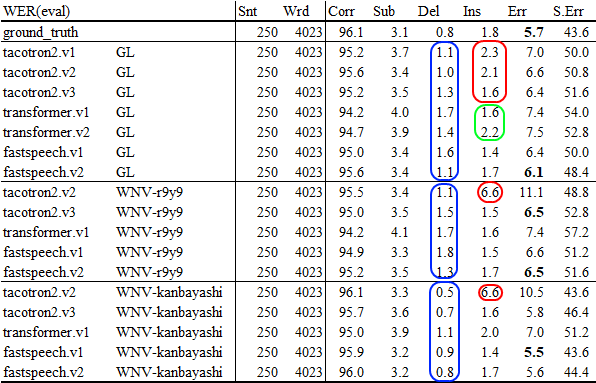 WER(eval) Snt Wrd Corr Sub Del Ins Err S.Err
ground_truth 250 4023 96.1 3.1 0.8 1.8 5.7 43.6
tacotron2.v1 GL 250 4023 95.2 3.7 1.1 2.3 7.0 50.0
tacotron2.v2 GL 250 4023 95.6 3.4 1.0 2.1 6.6 50.8
tacotron2.v3 GL 250 4023 95.2 3.5 1.3 1.6 6.4 51.6
transformer.v1 GL 250 4023 94.2 4.0 1.7 1.6 7.4 54.0
transformer.v2 GL 250 4023 94.7 3.9 1.4 2.2 7.5 52.8
fastspeech.v1 GL 250 4023 95.0 3.4 1.6 1.4 6.4 50.0
fastspeech.v2 GL 250 4023 95.6 3.4 1.1 1.7 6.1 48.4
tacotron2.v2 WNV-r9y9 250 4023 95.5 3.4 1.1 6.6 11.1 48.8
tacotron2.v3 WNV-r9y9 250 4023 95.0 3.5 1.5 1.5 6.5 52.8
transformer.v1 WNV-r9y9 250 4023 94.2 4.1 1.7 1.6 7.4 57.2
fastspeech.v1 WNV-r9y9 250 4023 94.9 3.3 1.8 1.5 6.6 51.2
fastspeech.v2 WNV-r9y9 250 4023 95.2 3.5 1.3 1.7 6.5 51.6
tacotron2.v2 WNV-kanbayashi 250 4023 96.1 3.3 0.5 6.6 10.5 43.6
tacotron2.v3 WNV-kanbayashi 250 4023 95.7 3.6 0.7 1.6 5.8 46.4
transformer.v1 WNV-kanbayashi 250 4023 95.0 3.9 1.1 2.0 7.0 51.2
fastspeech.v1 WNV-kanbayashi 250 4023 95.9 3.2 0.9 1.4 5.5 43.6
fastspeech.v2 WNV-kanbayashi 250 4023 96.0 3.2 0.8 1.7 5.6 44.4